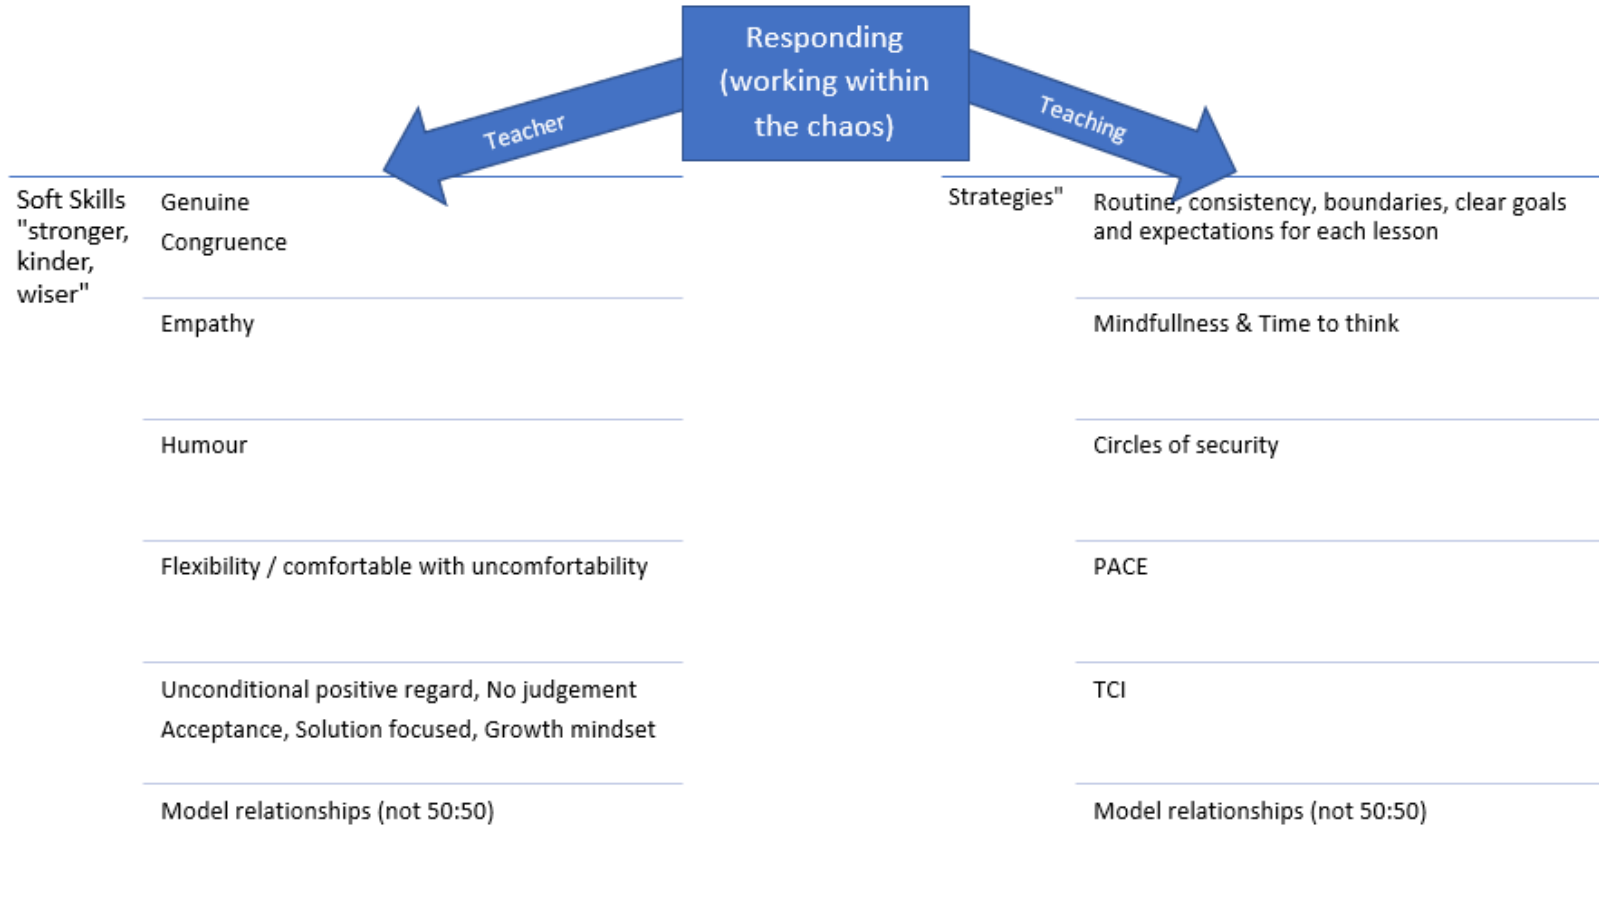 Responding
(working within
the chaos)
Teacher
Teaching
Soft Skills
"stronger,
kinder,
wiser"
Genuine
Congruence
Empathy
Humour
Flexibility / comfortable with uncomfortability
Unconditional positive regard, No judgement
Acceptance, Solution focused, Growth mindset
Model relationships (not 50:50)
Strategies"
Routine, consistency, boundaries, clear goals
and expectations for each lesson
Mindfullness & Time to think
Circles of security
PACE
TCI
Model relationships (not 50:50)